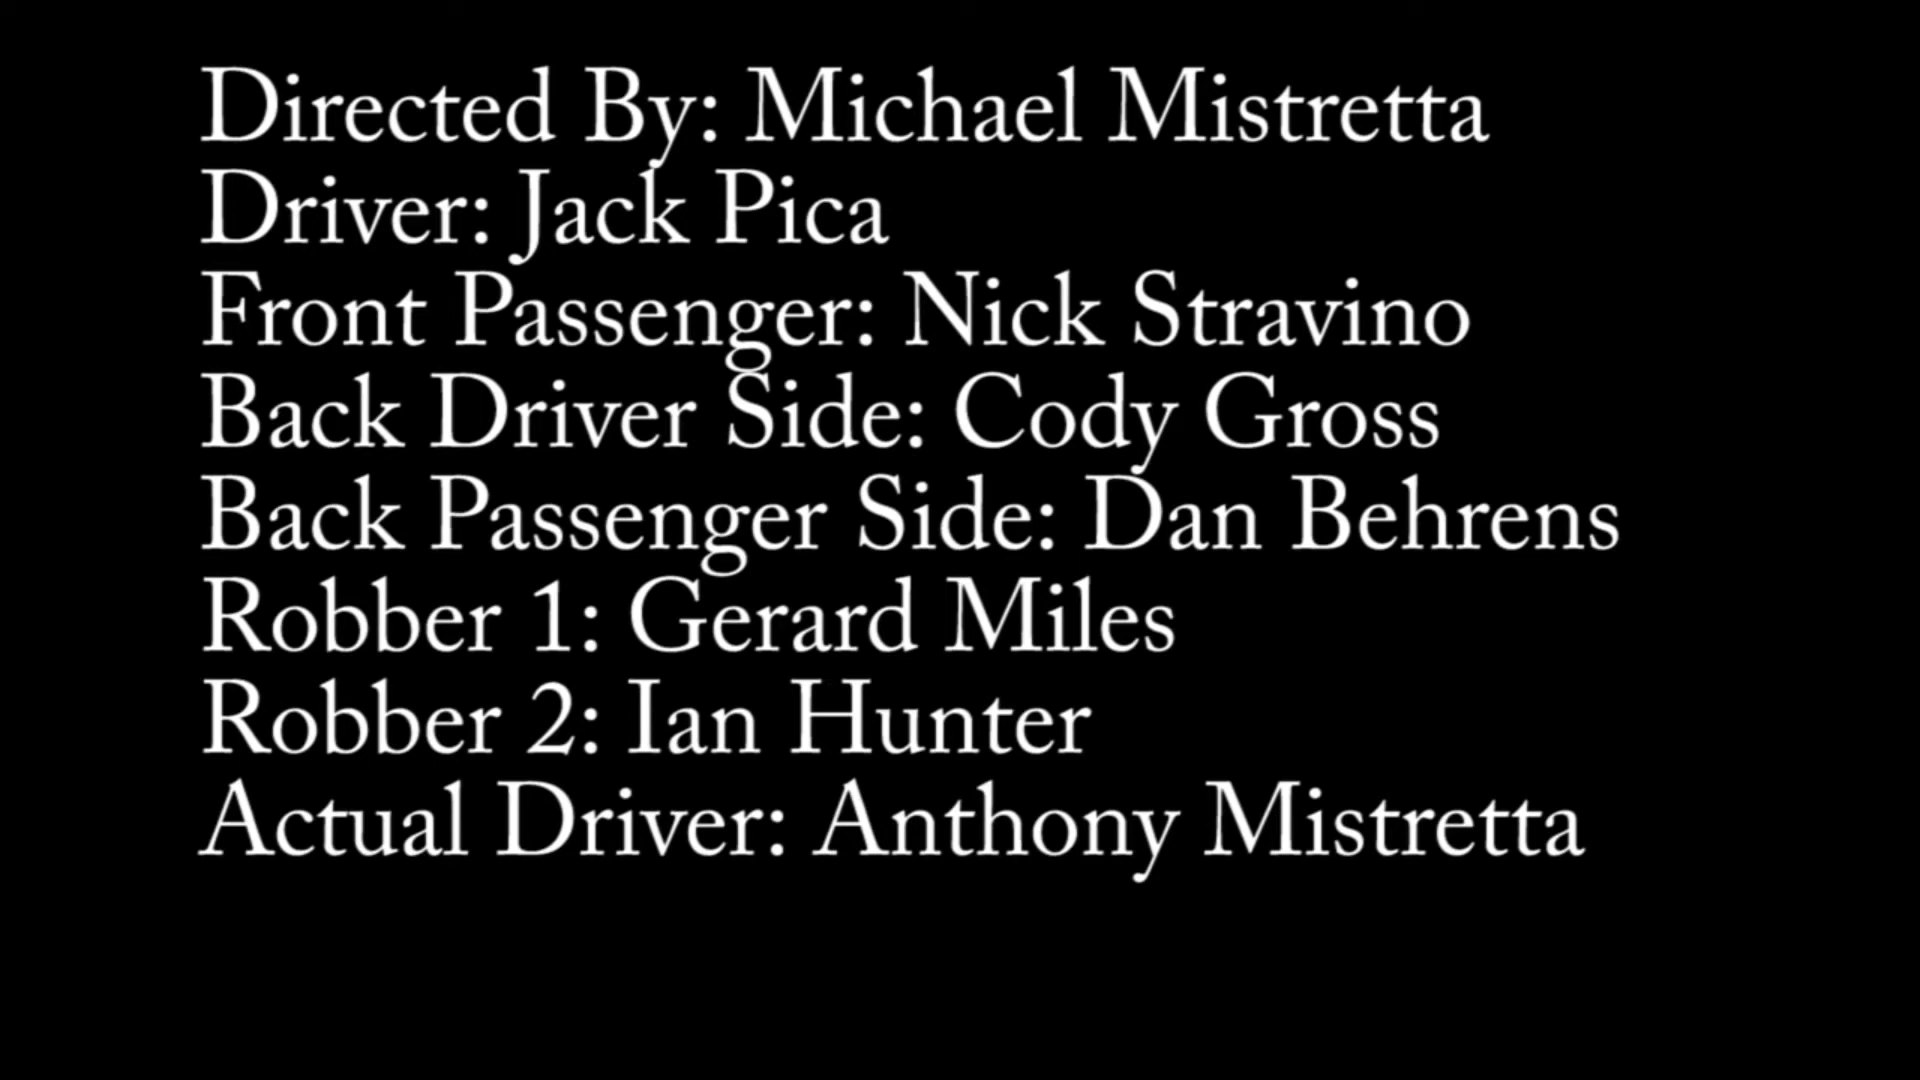 Directed By: Michael Mistretta
Driver: Jack Pica
Front Passenger: Nick Stravino
Back Driver Side: Cody Gross
Back Passenger Side: Dan Behrens
Robber 1: Gerard Miles
Robber 2: Ian Hunter
Actual Driver: Anthony Mistretta